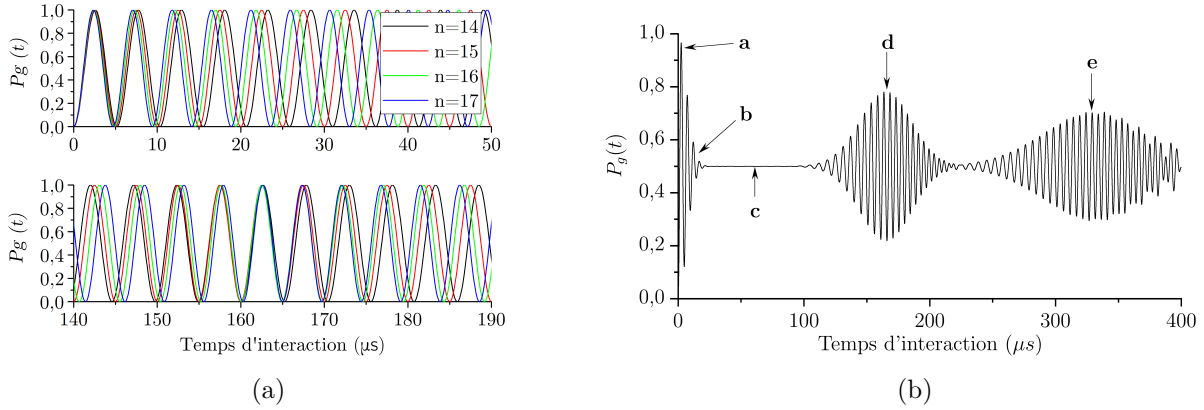 Pg (t)
1,0
0,8
0,6
0,4
0,2
0,0
n=14
n=15
n=16
n=17
0 10 20 30 40 50
Pg (t)
1,0
0,8
0,6
0,4
0,2
0,0
140 150 160 170 180 190
Temps d'interaction (µs)
(a)
P_g(t)
1,0
0,8
0,6
0,4
0,2
0,0
a
b
c
d
e
0 100 200 300 400
Temps d'interaction (µs)
(b)